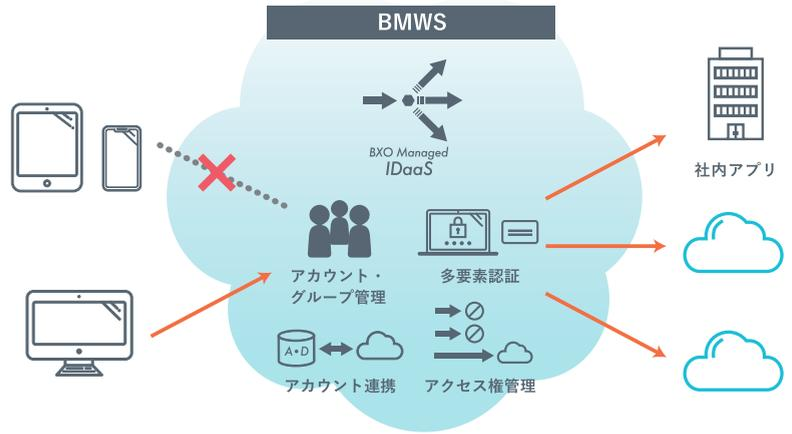 BMWS
BXO Managed
IDaaS
社内アプリ
アカウント・
グループ管理
多要素認証
A•D
アカウント連携
アクセス権管理